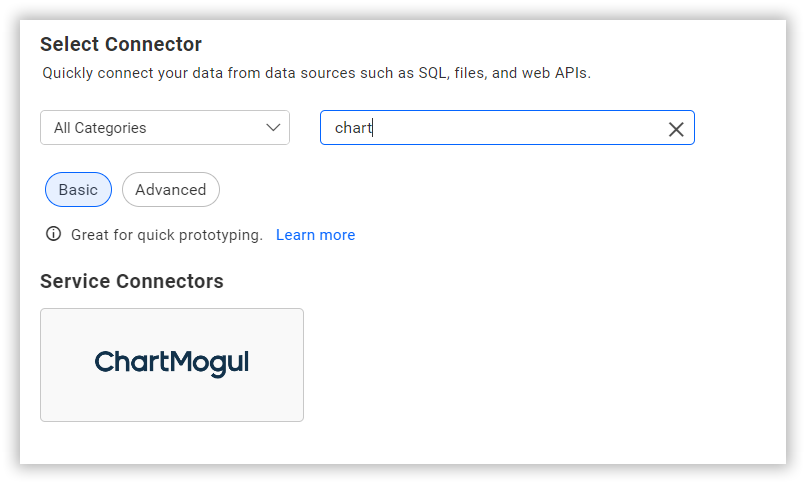 Select Connector
Quickly connect your data from data sources such as SQL, files, and web APIs.
All Categories
chart
Basic
Advanced
Great for quick prototyping. Learn more
Service Connectors
ChartMogul